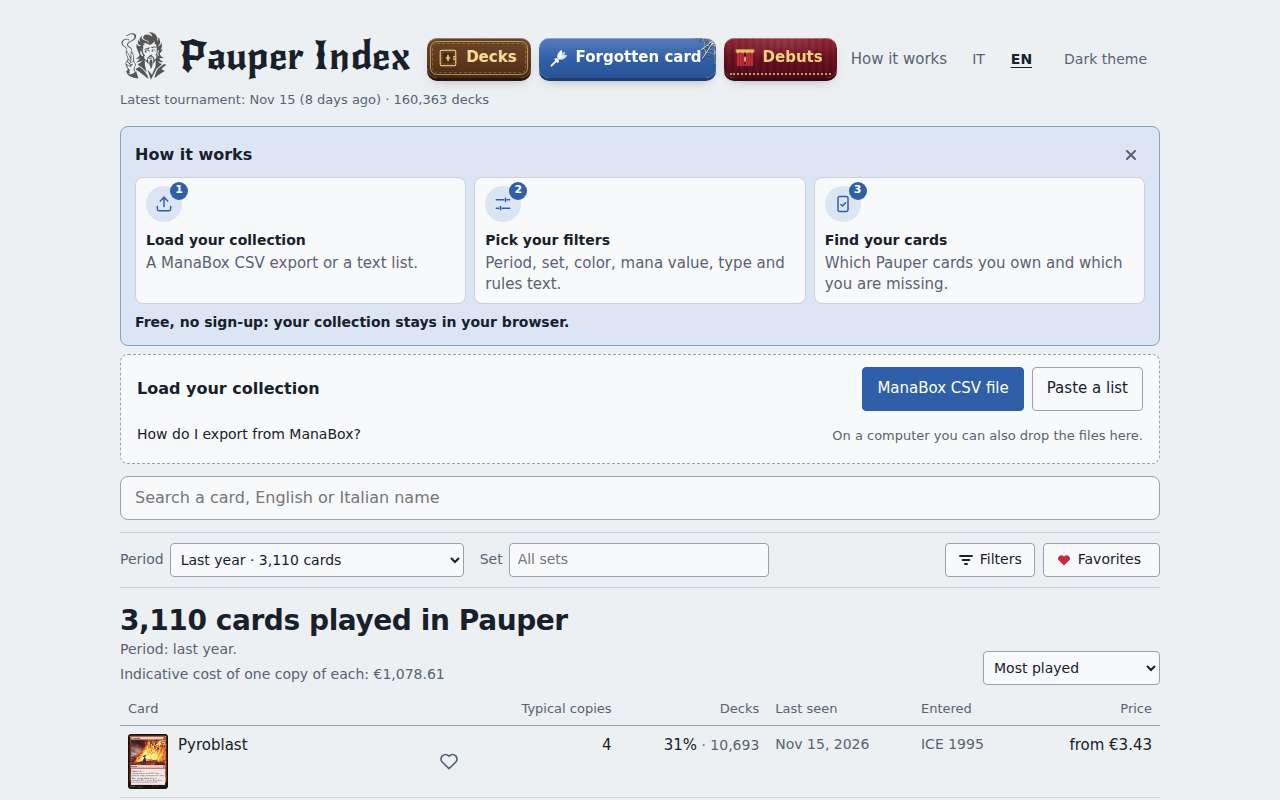 Pauper Index
Decks
Forgotten card
Debuts
How it works
IT
EN
Dark theme
Latest tournament: Nov 15 (8 days ago) · 160,363 decks
How it works
1
Load your collection
A ManaBox CSV export or a text list.
2
Pick your filters
Period, set, color, mana value, type and
rules text.
3
Find your cards
Which Pauper cards you own and which
you are missing.
Free, no sign-up: your collection stays in your browser.
Load your collection
ManaBox CSV file
Paste a list
How do I export from ManaBox?
On a computer you can also drop the files here.
Search a card, English or Italian name
Period
Last year · 3,110 cards
Set
All sets
Filters
Favorites
3,110 cards played in Pauper
Period: last year.
Indicative cost of one copy of each: €1,078.61
Most played
Card
Typical copies
Decks
Last seen
Entered
Price
Pyroblast
4
31% · 10,693
Nov 15, 2026
ICE 1995
from €3.43